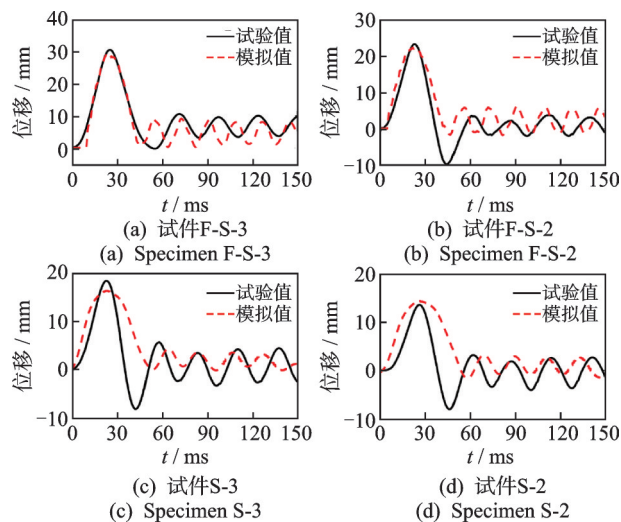 位移 / mm
40
30
20
10
0
试验值
模拟值
0 30 60 90 120 150
t / ms
(a) 试件F-S-3
(a) Specimen F-S-3
位移 / mm
30
20
10
0
−10
试验值
模拟值
0 30 60 90 120 150
t / ms
(b) 试件F-S-2
(b) Specimen F-S-2
位移 / mm
20
10
0
−10
试验值
模拟值
0 30 60 90 120 150
t / ms
(c) 试件S-3
(c) Specimen S-3
位移 / mm
20
10
0
−10
试验值
模拟值
0 30 60 90 120 150
t / ms
(d) 试件S-2
(d) Specimen S-2